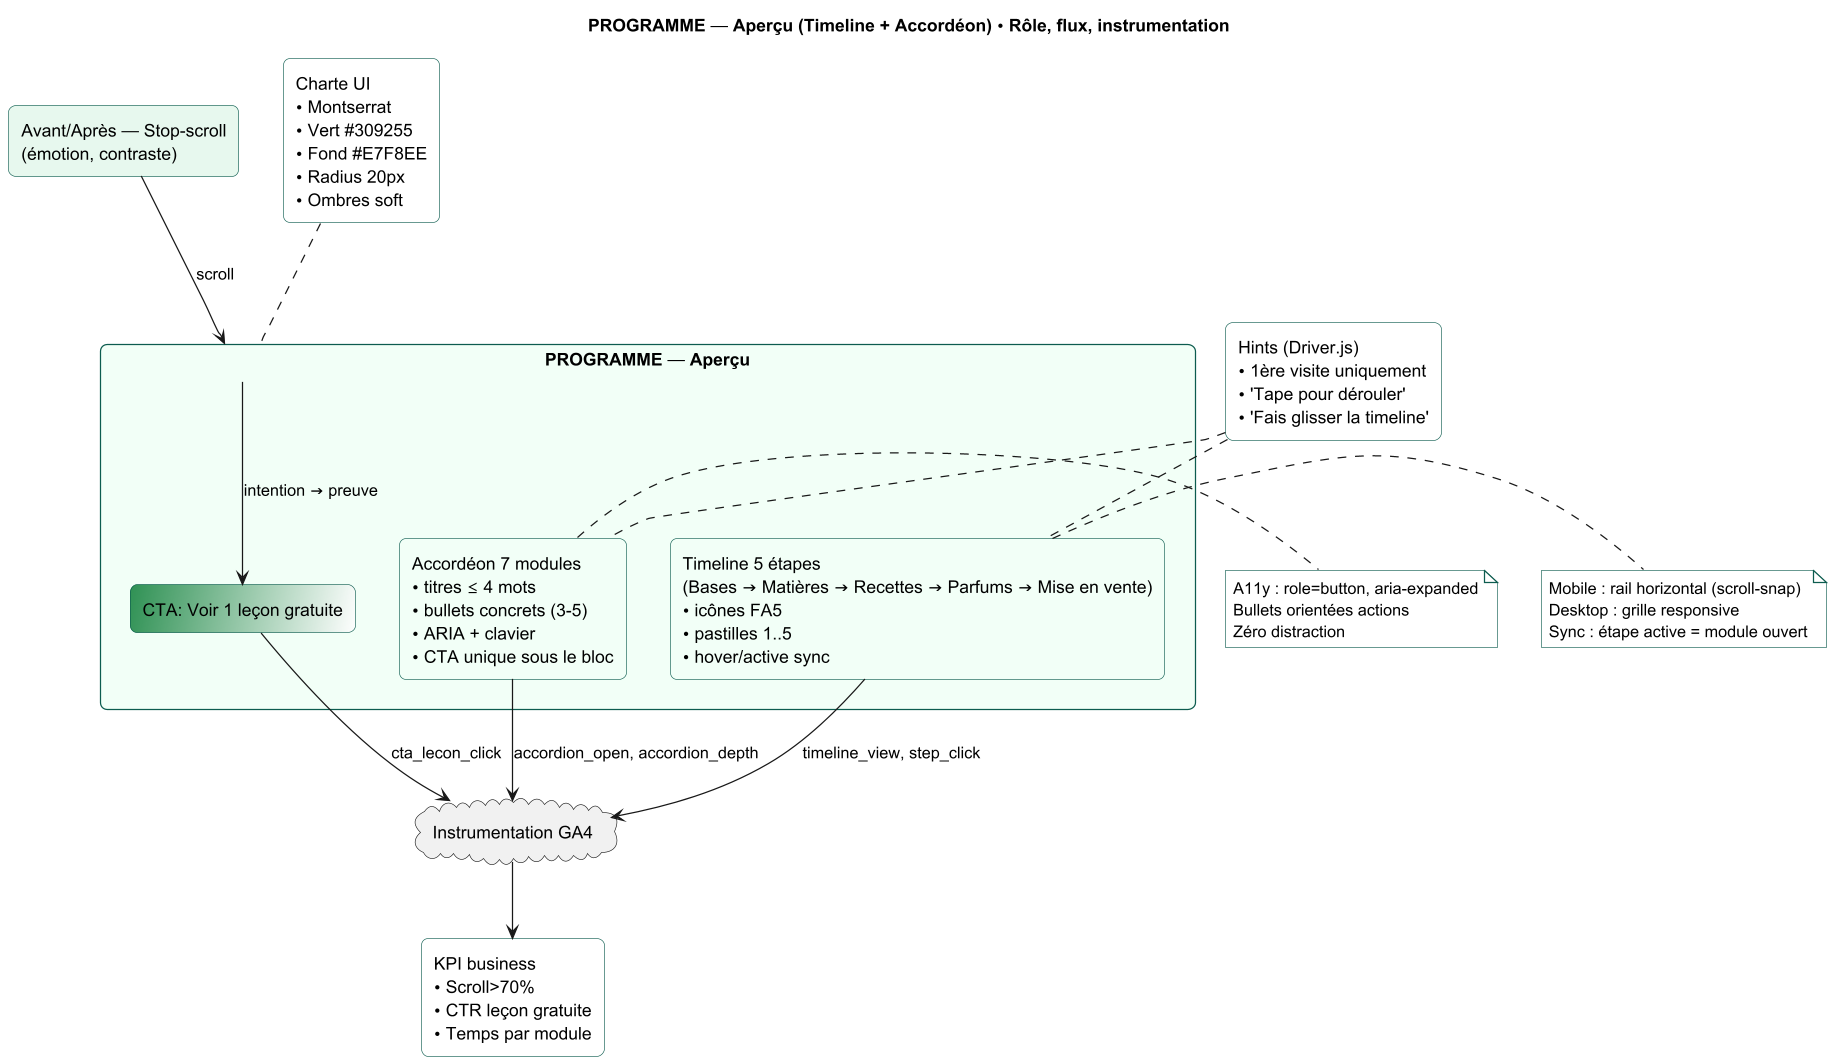 PROGRAMME — Aperçu (Timeline + Accordéon) • Rôle, flux, instrumentation
Charte UI
• Montserrat
• Vert #309255
• Fond #E7F8EE
• Radius 20px
• Ombres soft
Avant/Après — Stop-scroll
(émotion, contraste)
scroll
PROGRAMME — Aperçu
Hints (Driver.js)
• 1ère visite uniquement
• 'Tape pour dérouler'
• 'Fais glisser la timeline'
intention → preuve
CTA: Voir 1 leçon gratuite
Accordéon 7 modules
• titres ≤ 4 mots
• bullets concrets (3-5)
• ARIA + clavier
• CTA unique sous le bloc
Timeline 5 étapes
(Bases → Matières → Recettes → Parfums → Mise en vente)
• icônes FA5
• pastilles 1..5
• hover/active sync
A11y : role=button, aria-expanded
Bullets orientées actions
Zéro distraction
Mobile : rail horizontal (scroll-snap)
Desktop : grille responsive
Sync : étape active = module ouvert
cta_lecon_click
accordion_open, accordion_depth
timeline_view, step_click
Instrumentation GA4
KPI business
• Scroll>70%
• CTR leçon gratuite
• Temps par module